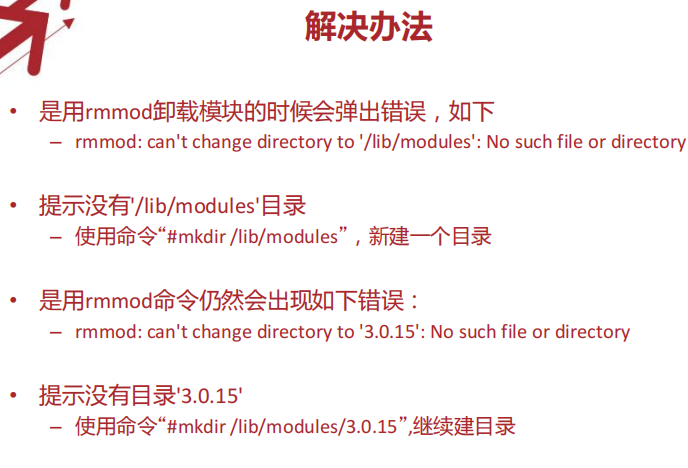 解决办法
• 是用rmmod卸载模块的时候会弹出错误，如下
– rmmod: can't change directory to '/lib/modules': No such file or directory
• 提示没有'/lib/modules'目录
– 使用命令“#mkdir /lib/modules”，新建一个目录
• 是用rmmod命令仍然会出现如下错误：
– rmmod: can't change directory to '3.0.15': No such file or directory
• 提示没有目录'3.0.15'
– 使用命令“#mkdir /lib/modules/3.0.15”,继续建目录